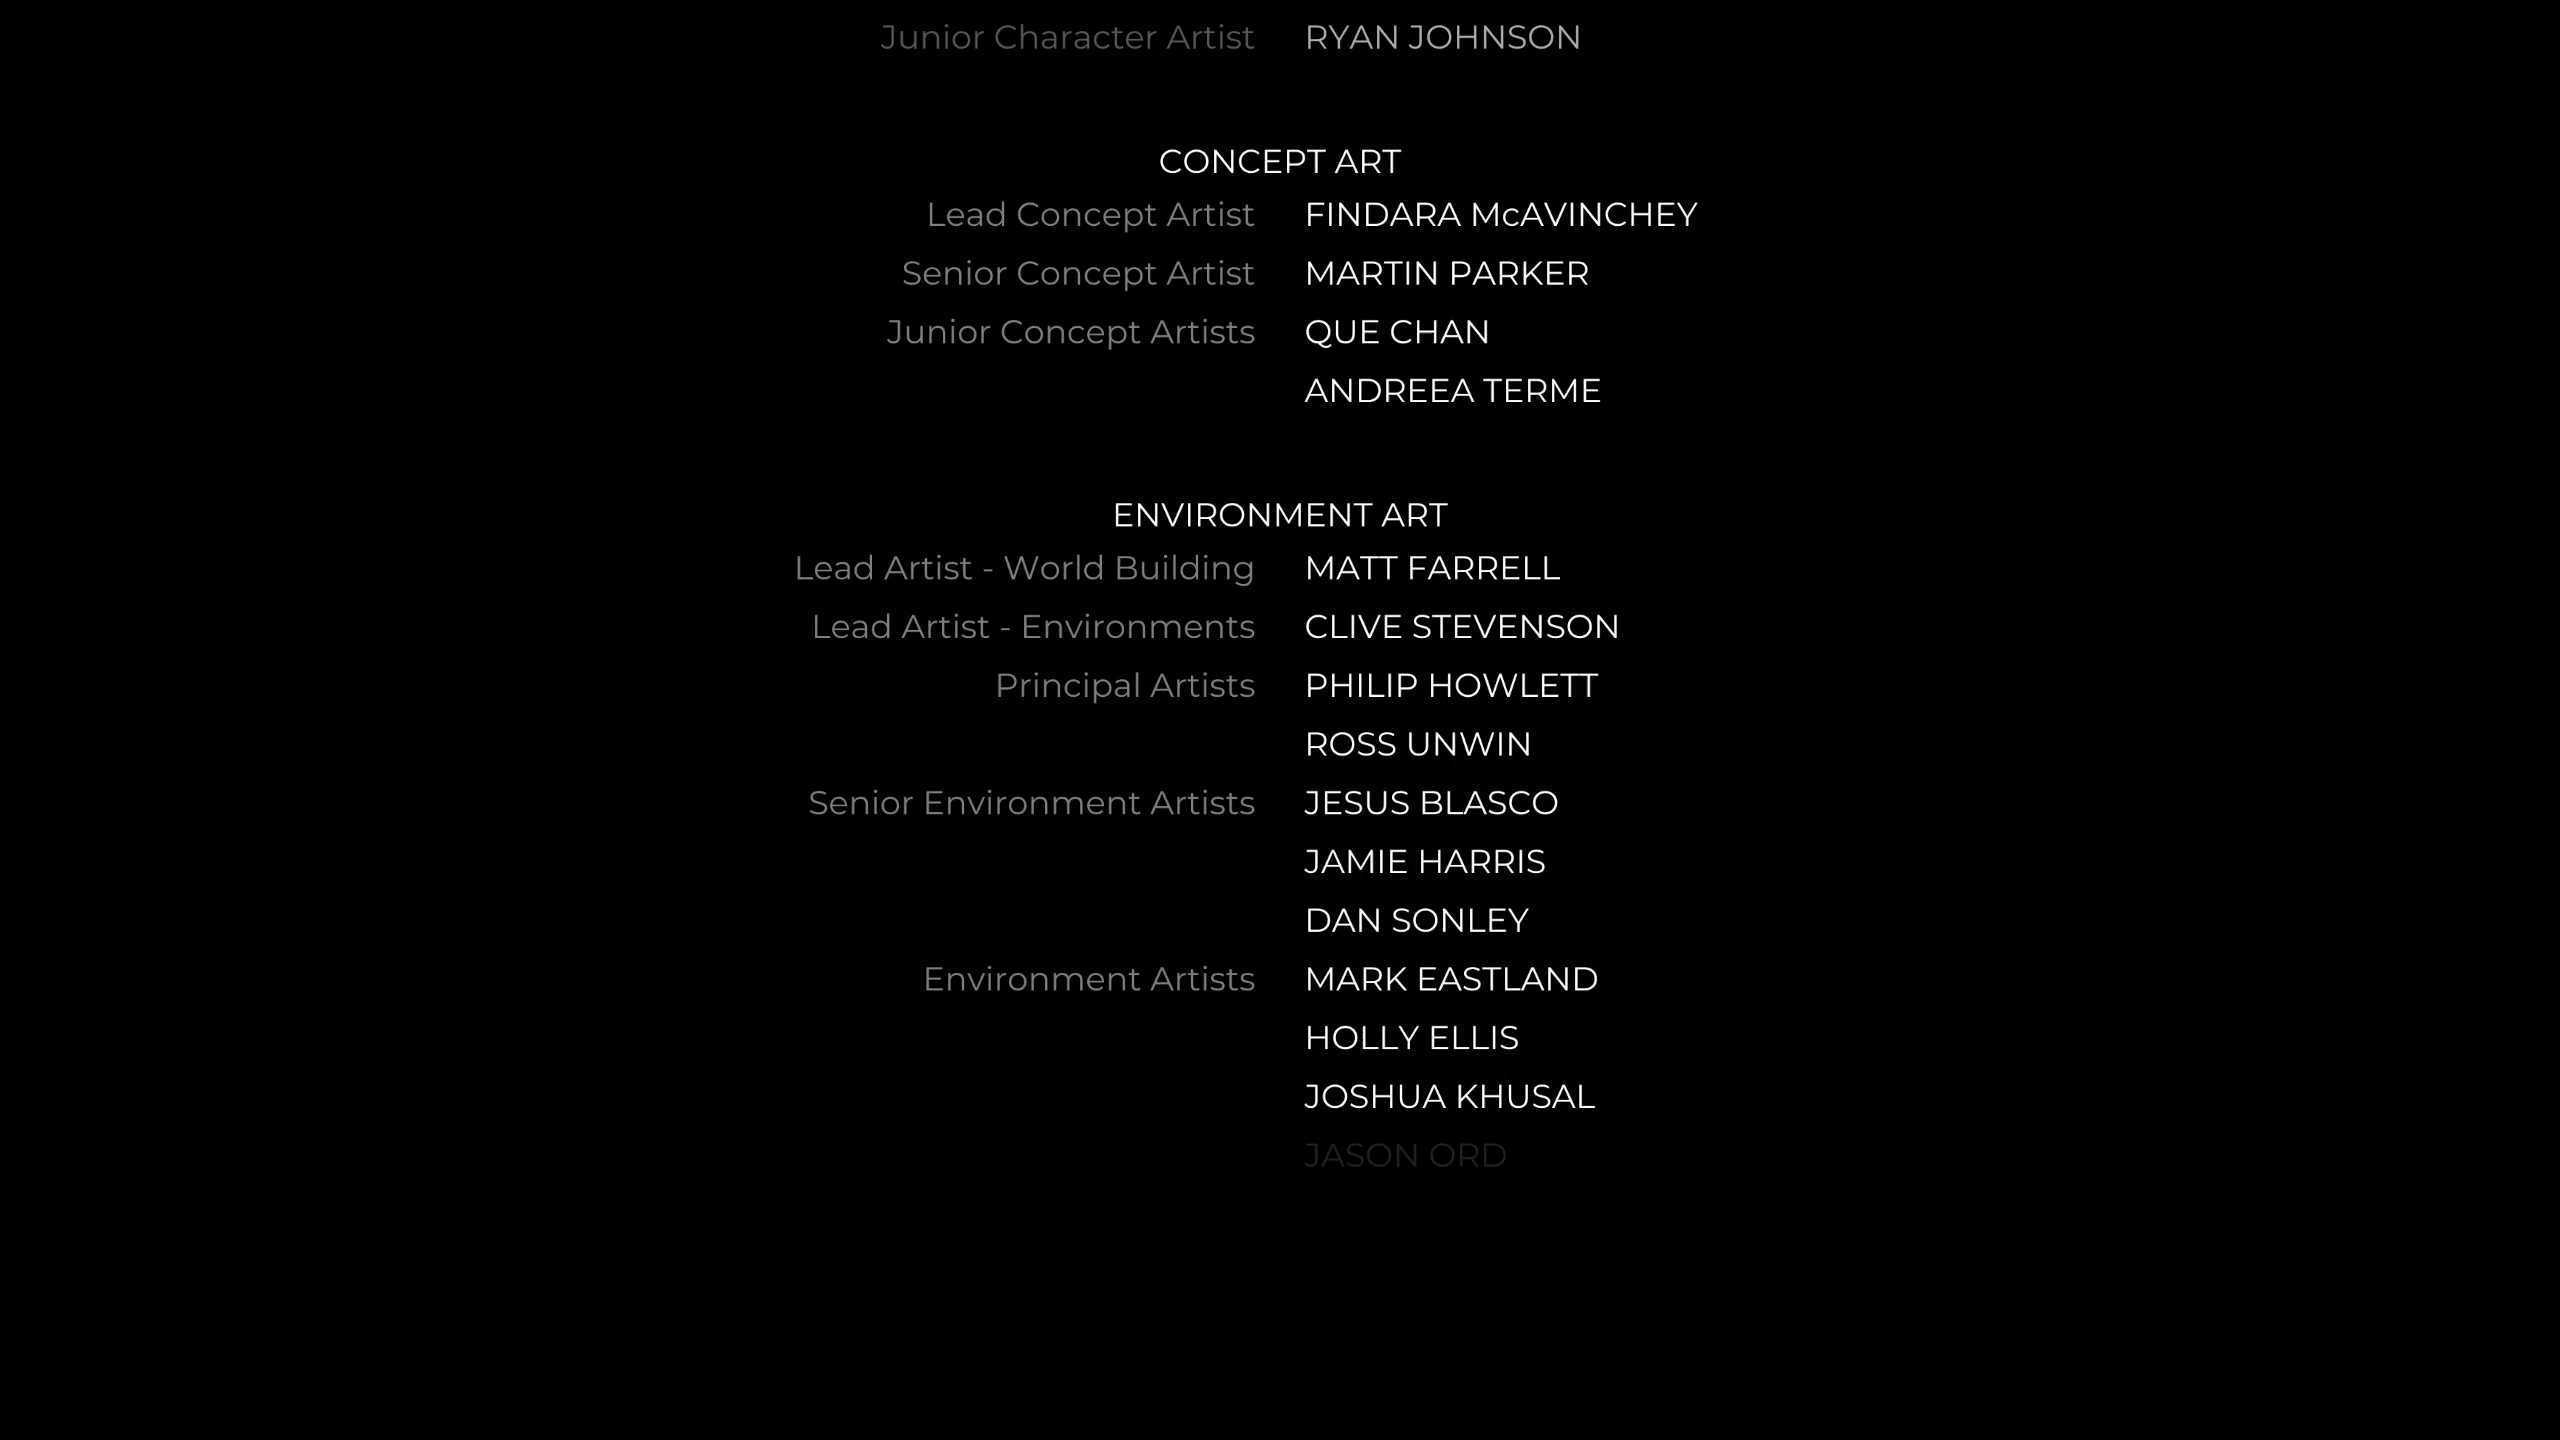 Junior Character Artist RYAN JOHNSON
CONCEPT ART
Lead Concept Artist FINDARA McAVINCHEY
Senior Concept Artist MARTIN PARKER
Junior Concept Artists QUE CHAN
ANDREEA TERME
ENVIRONMENT ART
Lead Artist - World Building MATT FARRELL
Lead Artist - Environments CLIVE STEVENSON
Principal Artists PHILIP HOWLETT
ROSS UNWIN
Senior Environment Artists JESUS BLASCO
JAMIE HARRIS
DAN SONLEY
Environment Artists MARK EASTLAND
HOLLY ELLIS
JOSHUA KHUSAL
JASON ORD